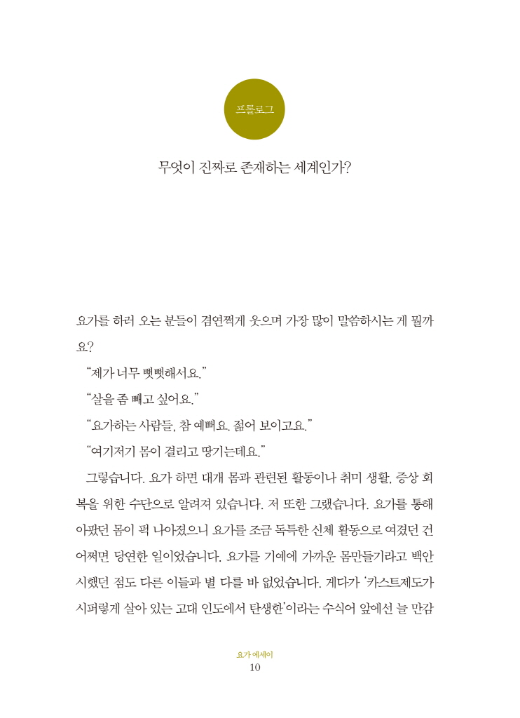 프롤로그
무엇이 진짜로 존재하는 세계인가?
요가를 하러 오는 분들이 겸연쩍게 웃으며 가장 많이 말씀하시는 게 뭘까
요?
“제가 너무 뻣뻣해서요.”
“살을 좀 빼고 싶어요.”
“요가하는 사람들, 참 예뻐요. 젊어 보이고요.”
“여기저기 몸이 결리고 땅기는데요.”
그렇습니다. 요가 하면 대개 몸과 관련된 활동이나 취미 생활, 증상 회
복을 위한 수단으로 알려져 있습니다. 저 또한 그랬습니다. 요가를 통해
아팠던 몸이 퍽 나아졌으니 요가를 조금 독특한 신체 활동으로 여겼던 건
어쩌면 당연한 일이었습니다. 요가를 기예에 가까운 몸만들기라고 백안
시했던 점도 다른 이들과 별 다를 바 없었습니다. 게다가 ‘카스트제도가
시퍼렇게 살아 있는 고대 인도에서 탄생한’이라는 수식어 앞에선 늘 만감
요가 에세이
10